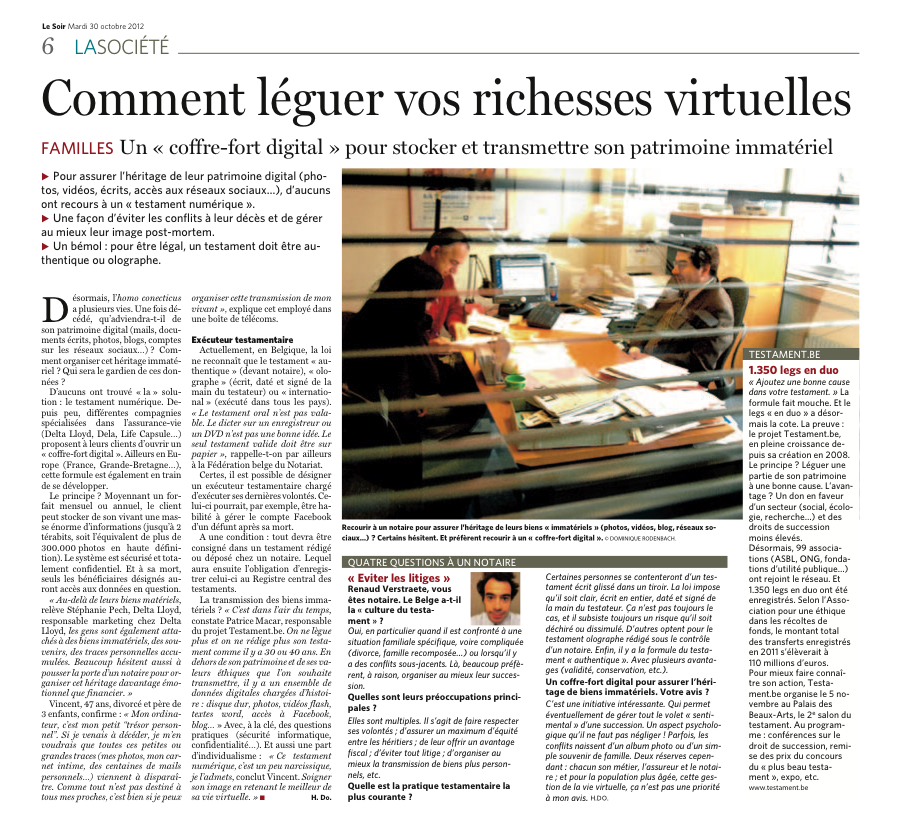 Le Soir Mardi 30 octobre 2012
6 LASOCIÉTÉ
Comment léguer vos richesses virtuelles
FAMILLES Un « coffre-fort digital » pour stocker et transmettre son patrimoine immatériel
▶ Pour assurer l'héritage de leur patrimoine digital (pho-
tos, vidéos, écrits, accès aux réseaux sociaux...), d'aucuns
ont recours à un « testament numérique ».
▶ Une façon d'éviter les conflits à leur décès et de gérer
au mieux leur image post-mortem.
▶ Un bémol : pour être légal, un testament doit être au-
thentique ou olographe.
Désormais, l'homo conecticus
a plusieurs vies. Une fois dé-
cédé, qu'adviendra-t-il de
son patrimoine digital (mails, docu-
ments écrits, photos, blogs, comptes
sur les réseaux sociaux...) ? Com-
ment organiser cet héritage immaté-
riel ? Qui sera le gardien de ces don-
nées ?
D'aucuns ont trouvé « la » solu-
tion : le testament numérique. De-
puis peu, différentes compagnies
spécialisées dans l'assurance-vie
(Delta Lloyd, Dela, Life Capsule...)
proposent à leurs clients d'ouvrir un
« coffre-fort digital ». Ailleurs en Eu-
rope (France, Grande-Bretagne...),
cette formule est également en train
de se développer.
Le principe ? Moyennant un for-
fait mensuel ou annuel, le client
peut stocker de son vivant une mas-
se énorme d'informations (jusqu'à 2
térabits, soit l'équivalent de plus de
300.000 photos en haute défini-
tion). Le système est sécurisé et tota-
lement confidentiel. Et à sa mort,
seuls les bénéficiaires désignés au-
ront accès aux données en question.
« Au-delà de leurs biens matériels,
relève Stéphanie Pech, Delta Lloyd,
responsable marketing chez Delta
Lloyd, les gens sont également atta-
chés à des biens immatériels, des sou-
venirs, des traces personnelles accu-
mulées. Beaucoup hésitent aussi à
pousser la porte d'un notaire pour or-
ganiser cet héritage davantage émo-
tionnel que financier. »
Vincent, 47 ans, divorcé et père de
3 enfants, confirme : « Mon ordina-
teur, c'est mon petit "trésor person-
nel". Si je venais à décéder, je m'en
voudrais que toutes ces petites ou
grandes traces (mes photos, mon car-
net intime, des centaines de mails
personnels...) viennent à disparaî-
tre. Comme tout n'est pas destiné à
tous mes proches, c'est bien si je peux
organiser cette transmission de mon
vivant », explique cet employé dans
une boîte de télécoms.
Exécuteur testamentaire
Actuellement, en Belgique, la loi
ne reconnaît que le testament « au-
thentique » (devant notaire), « olo-
graphe » (écrit, daté et signé de la
main du testateur) ou « internatio-
nal » (exécuté dans tous les pays).
« Le testament oral n'est pas vala-
ble. Le dicter sur un enregistreur ou
un DVD n'est pas une bonne idée. Le
seul testament valide doit être sur
papier », rappelle-t-on par ailleurs
à la Fédération belge du Notariat.
Certes, il est possible de désigner
un exécuteur testamentaire chargé
d'exécuter ses dernières volontés. Ce-
lui-ci pourrait, par exemple, être ha-
bilité à gérer le compte Facebook
d'un défunt après sa mort.
A une condition : tout devra être
consigné dans un testament rédigé
ou déposé chez un notaire. Lequel
aura ensuite l'obligation d'enregis-
trer celui-ci au Registre central des
testaments.
La transmission des biens imma-
tériels ? « C'est dans l'air du temps,
constate Patrice Macar, responsable
du projet Testament.be. On ne lègue
plus et on ne rédige plus son testa-
ment comme il y a 30 ou 40 ans. En
dehors de son patrimoine et de ses va-
leurs éthiques que l'on souhaite
transmettre, il y a un ensemble de
données digitales chargées d'histoi-
re : disque dur, photos, vidéos flash,
textes word, accès à Facebook,
blog... » Avec, à la clé, des questions
pratiques (sécurité informatique,
confidentialité...). Et aussi une part
d'individualisme : « Ce testament
numérique, c'est un peu narcissique,
je l'admets, conclut Vincent. Soigner
son image en retenant le meilleur de
sa vie virtuelle. » ■ H. Do.
Recourir à un notaire pour assurer l'héritage de leurs biens « immatériels » (photos, vidéos, blog, réseaux so-
ciaux...) ? Certains hésitent. Et préfèrent recourir à un « coffre-fort digital ». © DOMINIQUE RODENBACH.
QUATRE QUESTIONS À UN NOTAIRE
« Eviter les litiges »
Renaud Verstraete, vous
êtes notaire. Le Belge a-t-il
la « culture du testa-
ment » ?
Oui, en particulier quand il est confronté à une
situation familiale spécifique, voire compliquée
(divorce, famille recomposée...) ou lorsqu'il y
a des conflits sous-jacents. Là, beaucoup préfè-
rent, à raison, organiser au mieux leur succes-
sion.
Quelles sont leurs préoccupations princi-
pales ?
Elles sont multiples. Il s'agit de faire respecter
ses volontés ; d'assurer un maximum d'équité
entre les héritiers ; de leur offrir un avantage
fiscal ; d'éviter tout litige ; d'organiser au
mieux la transmission de biens plus person-
nels, etc.
Quelle est la pratique testamentaire la
plus courante ?
Certaines personnes se contenteront d'un tes-
tament écrit glissé dans un tiroir. La loi impose
qu'il soit clair, écrit en entier, daté et signé de
la main du testateur. Ça n'est pas toujours le
cas, et il subsiste toujours un risque qu'il soit
déchiré ou dissimulé. D'autres optent pour le
testament olographe rédigé sous le contrôle
d'un notaire. Enfin, il y a la formule du testa-
ment « authentique ». Avec plusieurs avanta-
ges (validité, conservation, etc.).
Un coffret digital pour assurer l'héri-
tage de biens immatériels. Votre avis ?
C'est une initiative intéressante. Qui permet
éventuellement de gérer tout le volet « senti-
mental » d'une succession. Un aspect psycholo-
gique qu'il ne faut pas négliger ! Parfois, les
conflits naissent d'un album photo ou d'un sim-
ple souvenir de famille. Deux réserves cepen-
dant : chacun son métier, l'assureur et le notai-
re ; et pour la population plus âgée, cette ges-
tion de la vie virtuelle, ça n'est pas une priorité
à mon avis. H.DO.
TESTAMENT.BE
1.350 legs en duo
« Ajoutez une bonne cause
dans votre testament. » La
formule fait mouche. Et le
legs « en duo » a désor-
mais la cote. La preuve :
le projet Testament.be,
en pleine croissance de-
puis sa création en 2008.
Le principe ? Léguer une
partie de son patrimoine
à une bonne cause. L'avan-
tage ? Un don en faveur
d'un secteur (social, écolo-
gie, recherche...) et des
droits de succession
moins élevés.
Désormais, 99 associations
(ASBL, ONG, fonda-
tions d'utilité publique...)
ont rejoint le réseau. Et
1.350 legs en duo ont été
enregistrés. Selon l'Asso-
ciation pour une éthique
dans les récoltes de
fonds, le montant total
des transferts enregistrés
en 2011 s'élèverait à
110 millions d'euros.
Pour mieux faire connaî-
tre son action, Testa-
ment.be organise le 5 no-
vembre au Palais des
Beaux-Arts, le 2e salon du
testament. Au program-
me : conférences sur le
droit de succession, remi-
se des prix du concours
du « plus beau testa-
ment », expo, etc.
www.testament.be